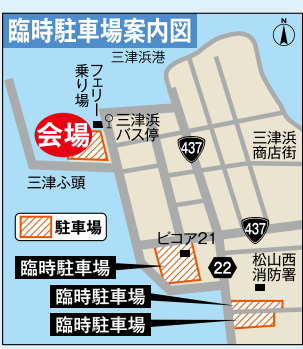 臨時駐車場案内図
N
三津浜港
フェリー
乗り場
三津浜
バス停
会場
437
三津浜
商店街
三津ふ頭
駐車場
437
ピコア21
臨時駐車場
22
松山西
消防署
臨時駐車場
臨時駐車場